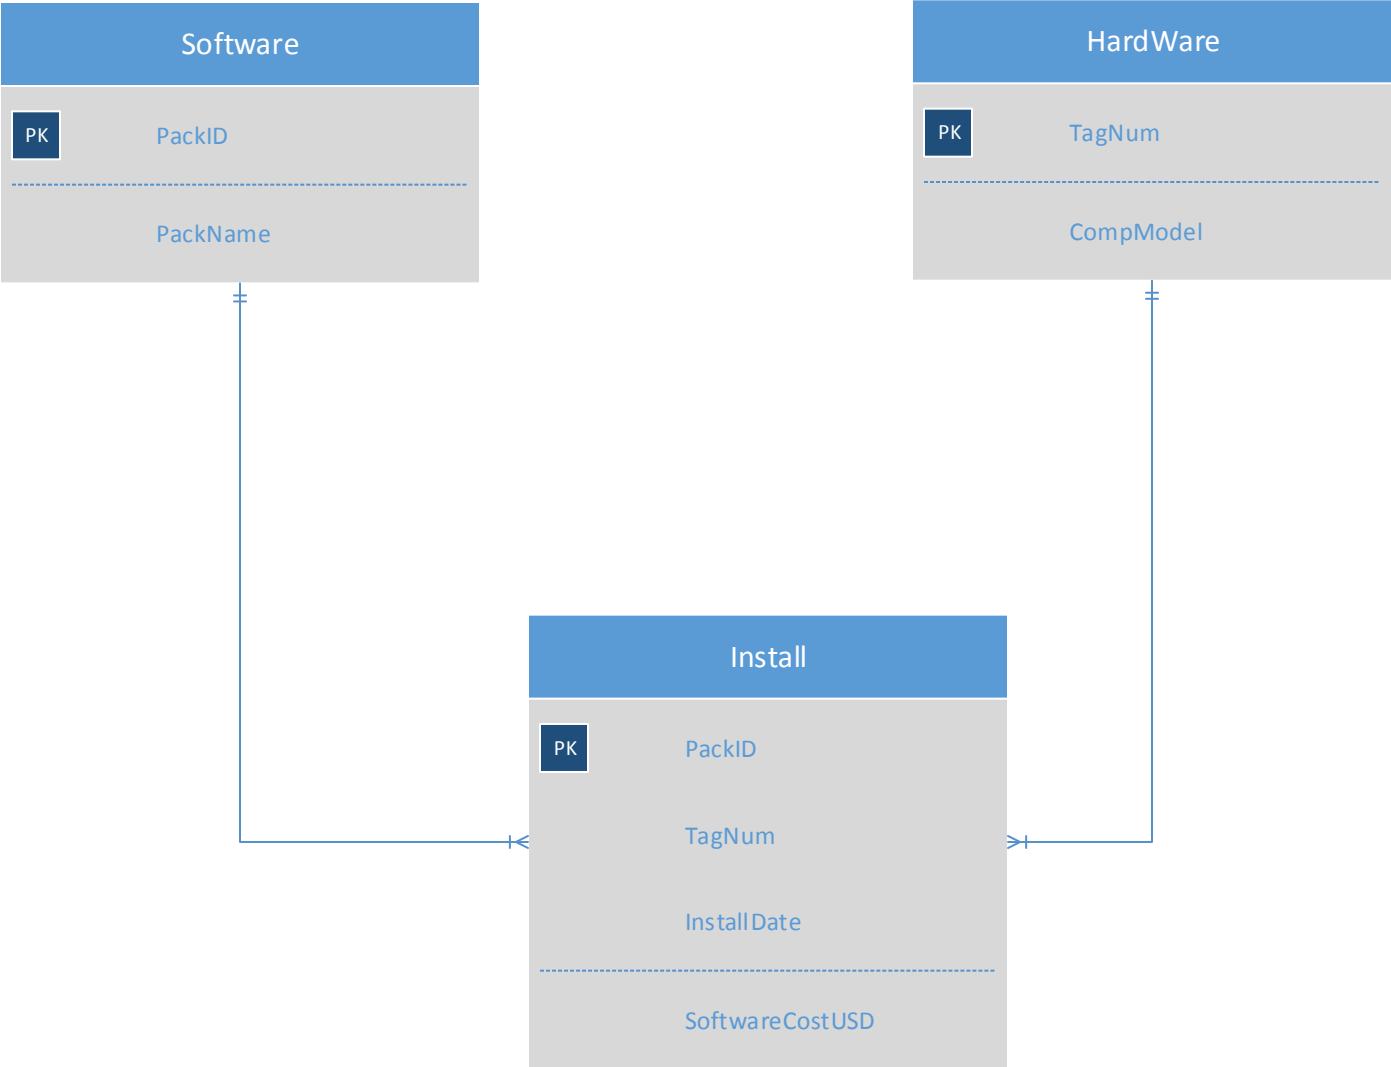 Software
PK PackID
PackName
HardWare
PK TagNum
CompModel
Install
PK PackID
TagNum
InstallDate
SoftwareCostUSD